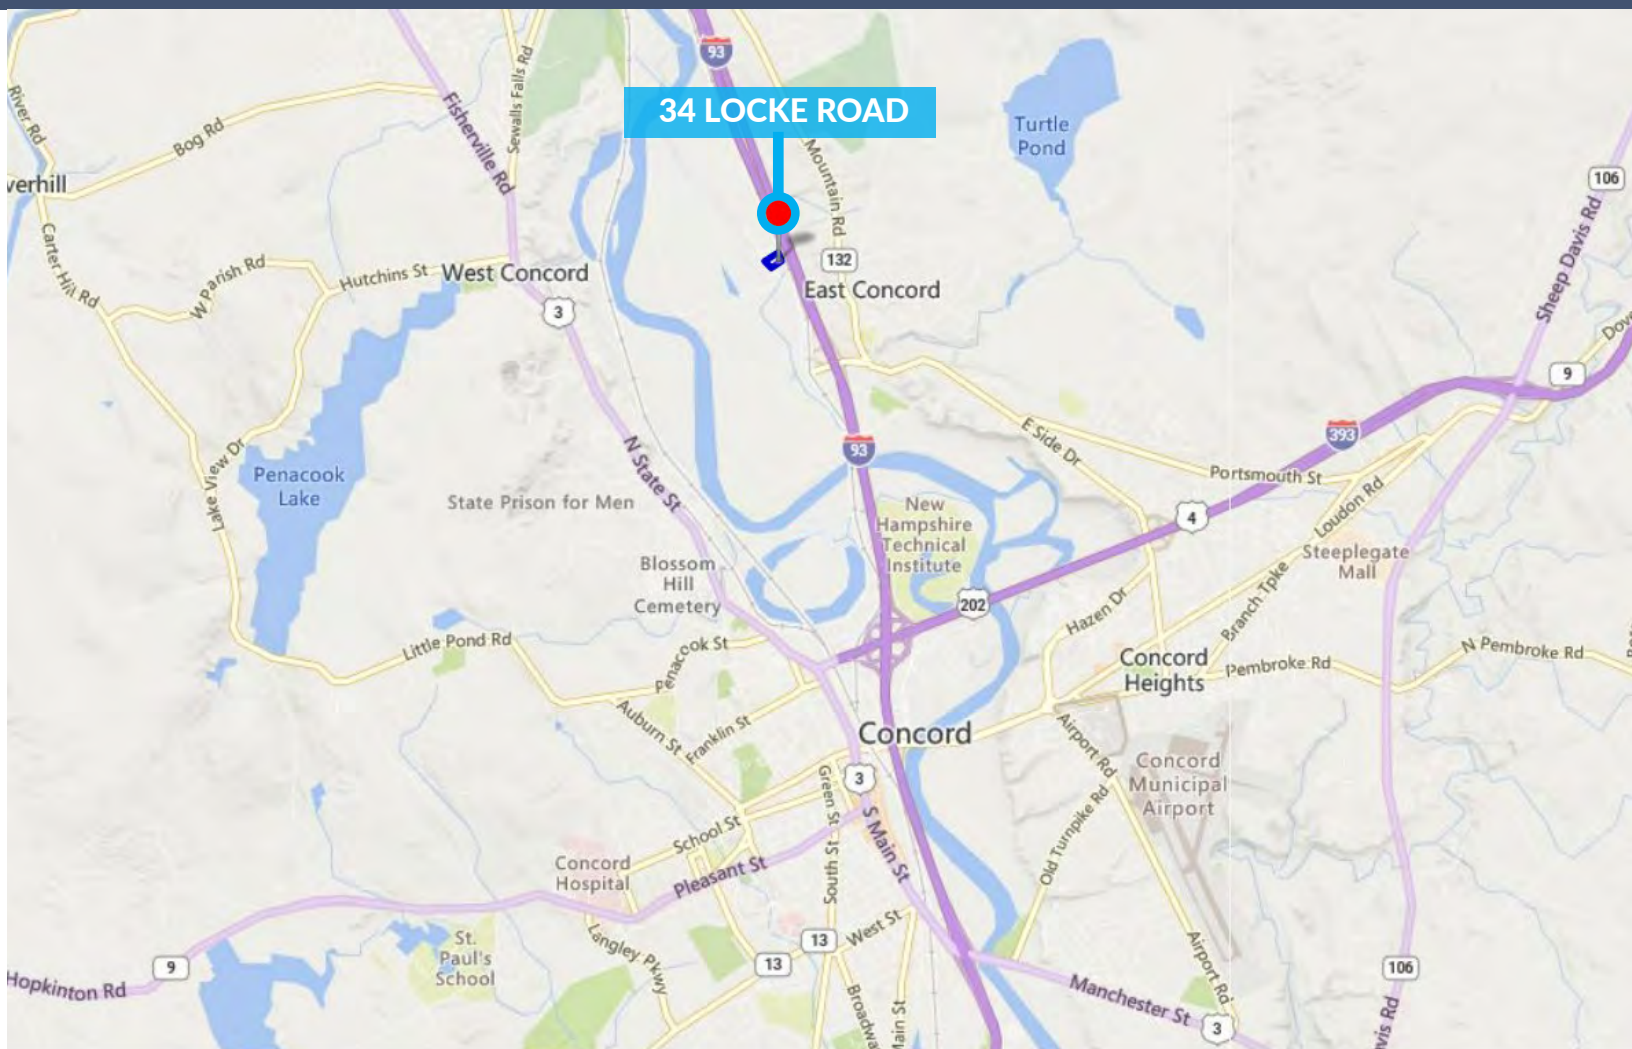 93
34 LOCKE ROAD
River Rd
Bog Rd
Fisherville Rd
Sewalls Falls Rd
Mountain Rd
Turtle
Pond
106
Sheep Davis Rd
verhill
Carter Hill Rd
W Parish Rd
Hutchins St
West Concord
3
132
East Concord
Dove
9
Lake View Dr
Penacook
Lake
N State St
State Prison for Men
93
E Side Dr
393
Portsmouth St
Loudon Rd
New
Hampshire
Technical
Institute
4
Steeplegate
Mall
Blossom
Hill
Cemetery
202
Hazen Dr
Branch Tpke
Little Pond Rd
Penacook St
Concord
Heights
Pembroke Rd
N Pembroke Rd
Auburn St
Franklin St
Concord
Airport Rd
Concord
Municipal
Airport
3
Green St
S Main St
Old Turnpike Rd
School St
Concord
Hospital
Pleasant St
South St
West St
Langley Pkwy
St.
Paul's
School
13
13
9
Hopkinton Rd
Broadwa
Main St
Manchester St
Airport Rd
3
106
vis Rd